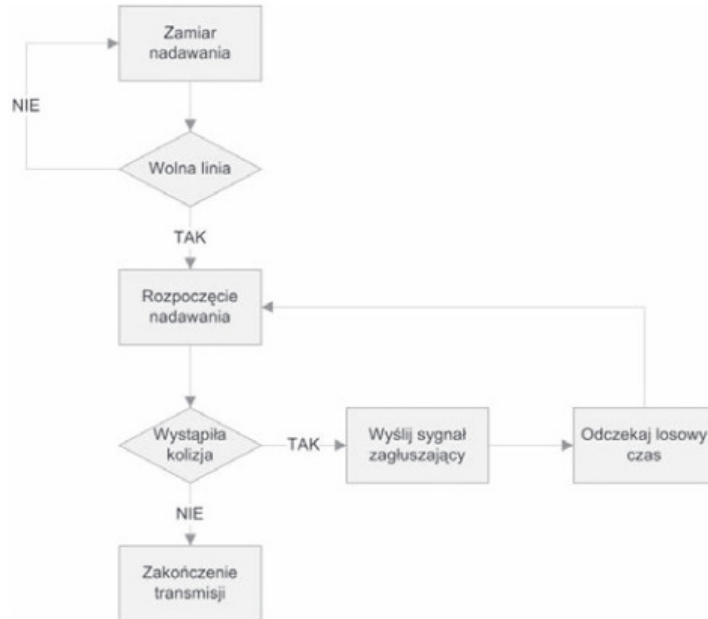 Zamiar
nadawania
NIE
Wolna linia
TAK
Rozpoczęcie
nadawania
Wystąpiła
kolizja
TAK
Wyślij sygnał
zagłuszający
Odczekaj losowy
czas
NIE
Zakończenie
transmisji